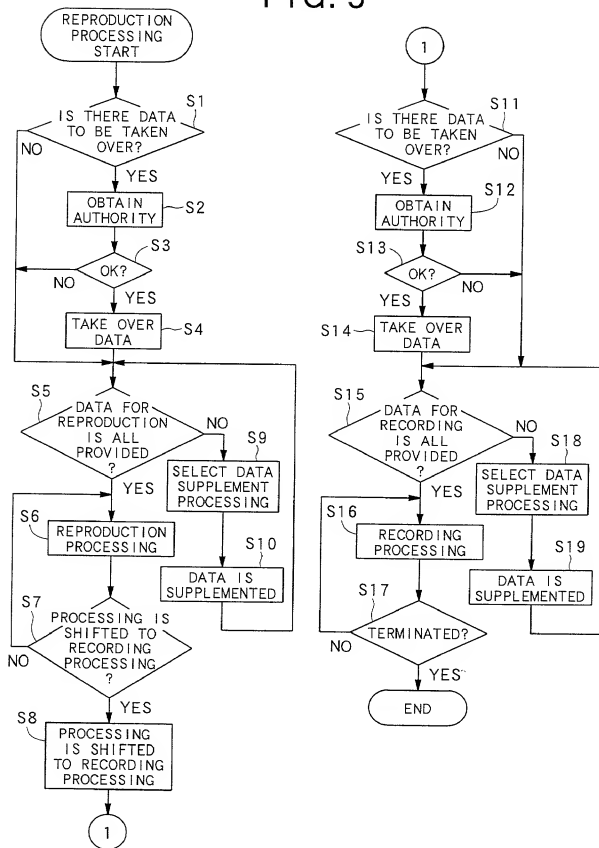 REPRODUCTION
PROCESSING
START
S1
IS THERE DATA
TO BE TAKEN
OVER?
NO
YES
OBTAIN
AUTHORITY
S2
S3
OK?
NO
YES
TAKE OVER
DATA
S4
S5
DATA FOR
REPRODUCTION
IS ALL
PROVIDED
?
NO
S9
SELECT DATA
SUPPLEMENT
PROCESSING
YES
S6
REPRODUCTION
PROCESSING
S10
DATA IS
SUPPLEMENTED
S7
PROCESSING IS
SHIFTED TO
RECORDING
PROCESSING
?
NO
YES
S8
PROCESSING
IS SHIFTED
TO RECORDING
PROCESSING
1
1
S11
IS THERE DATA
TO BE TAKEN
OVER?
NO
YES
S12
OBTAIN
AUTHORITY
S13
OK?
NO
YES
S14
TAKE OVER
DATA
S15
DATA FOR
RECORDING
IS ALL
PROVIDED
?
NO
S18
SELECT DATA
SUPPLEMENT
PROCESSING
YES
S16
RECORDING
PROCESSING
S19
DATA IS
SUPPLEMENTED
S17
TERMINATED?
NO
YES
END